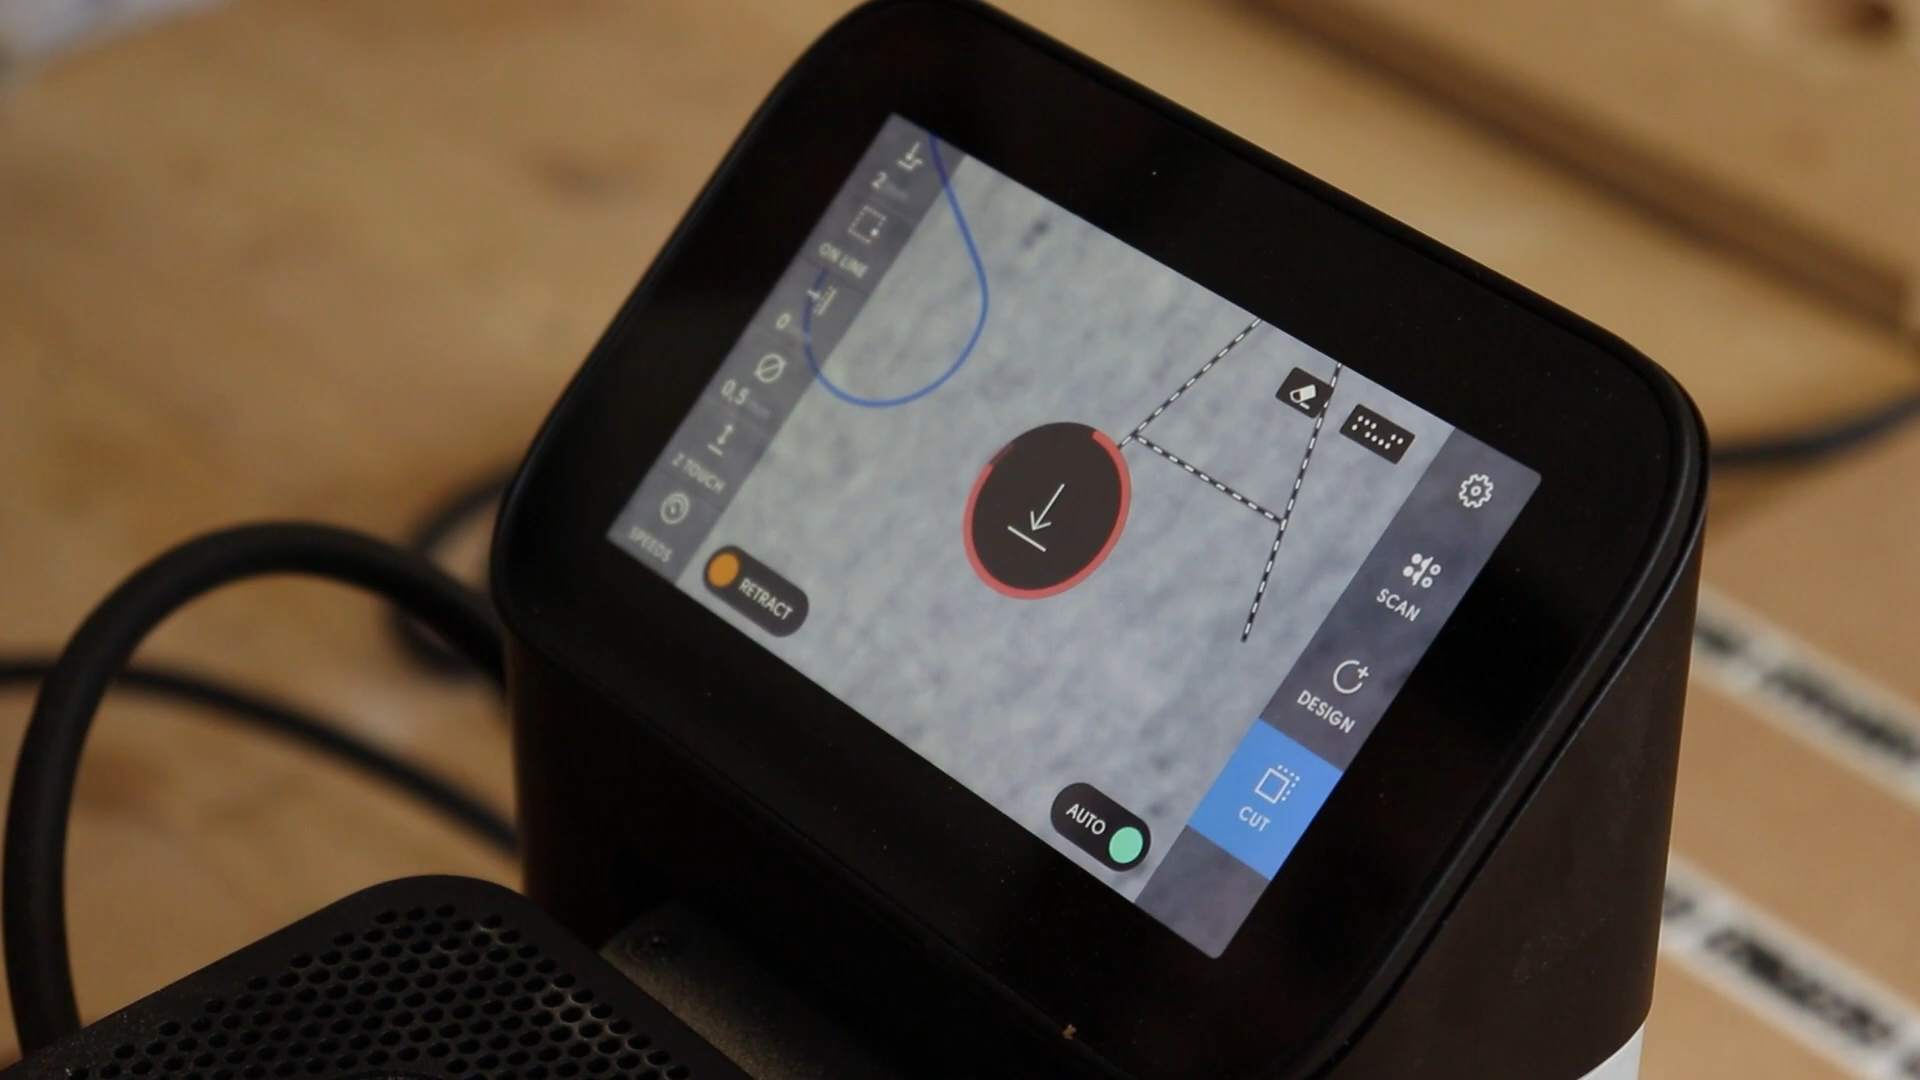 2
ON LINE
0
0,5
Z TOUCH
SPEEDS
RETRACT
AUTO
SCAN
DESIGN
CUT